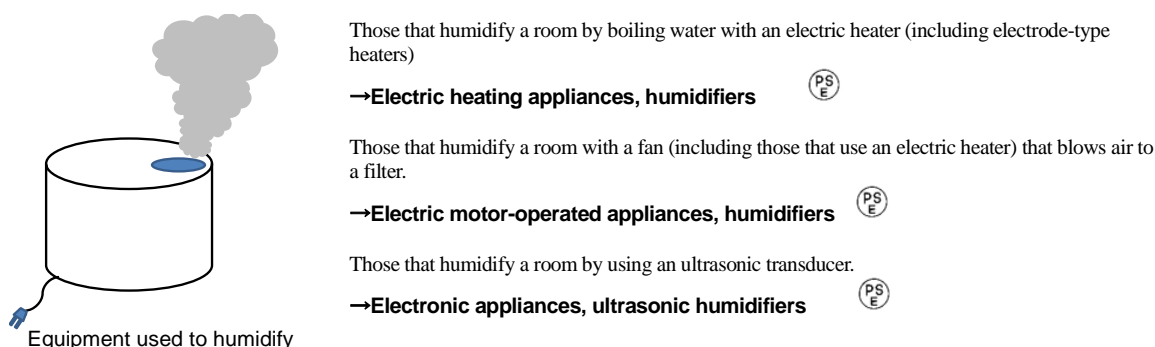 Those that humidify a room by boiling water with an electric heater (including electrode-type
heaters)
→Electric heating appliances, humidifiers
PS
E
Those that humidify a room with a fan (including those that use an electric heater) that blows air to
a filter.
→Electric motor-operated appliances, humidifiers
PS
E
Those that humidify a room by using an ultrasonic transducer.
→Electronic appliances, ultrasonic humidifiers
PS
E
Equipment used to humidify